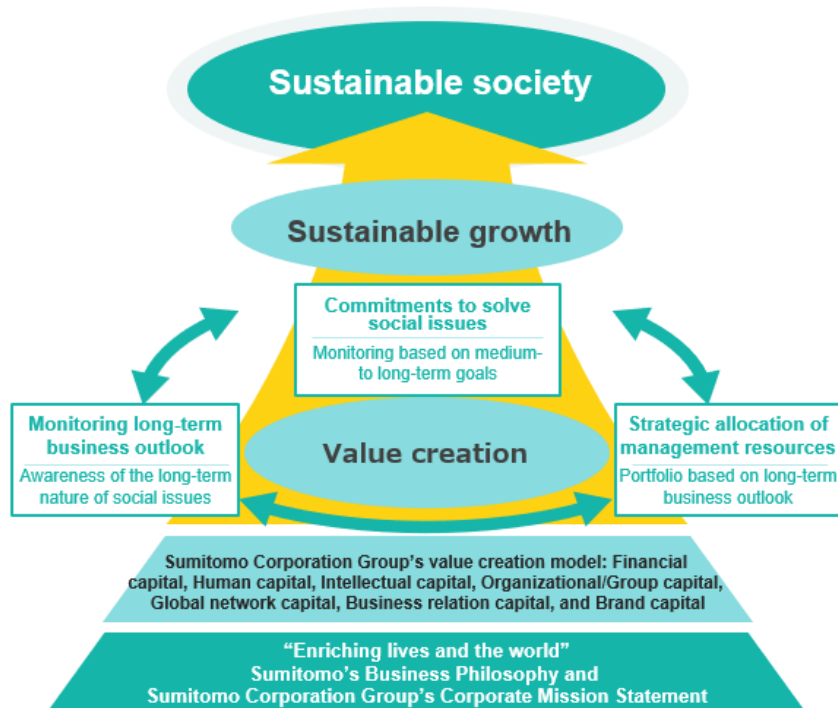 Sustainable society
Sustainable growth
Commitments to solve
social issues
Monitoring based on medium-
to long-term goals
Monitoring long-term
business outlook
Awareness of the long-term
nature of social issues
Value creation
Strategic allocation of
management resources
Portfolio based on long-term
business outlook
Sumitomo Corporation Group's value creation model: Financial
capital, Human capital, Intellectual capital, Organizational/Group capital,
Global network capital, Business relation capital, and Brand capital
“Enriching lives and the world”
Sumitomo's Business Philosophy and
Sumitomo Corporation Group's Corporate Mission Statement